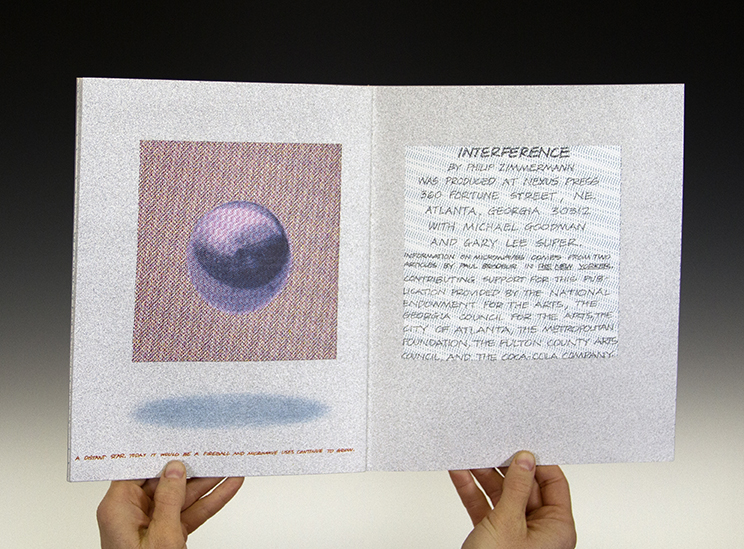 A DISTANT STAR. TODAY IT WOULD BE A FIREBALL AND MICROWAVE USES CONTINUE TO GROW.
INTERFERENCE
BY PHILIP ZIMMERMANN
WAS PRODUCED AT NEXUS PRESS
360 FORTUNE STREET, NE.
ATLANTA, GEORGIA 30312
WITH MICHAEL GOODMAN
AND GARY LEE SUPER.
INFORMATION ON MICROWAVES COMES FROM TWO
ARTICLES BY PAUL BRODEUR IN THE NEW YORKER.
CONTRIBUTING SUPPORT FOR THIS PUB-
LICATION PROVIDED BY THE NATIONAL
ENDOWMENT FOR THE ARTS, THE
GEORGIA COUNCIL FOR THE ARTS, THE
CITY OF ATLANTA, THE METROPOLITAN
FOUNDATION, THE FULTON COUNTY ARTS
COUNCIL, AND THE COCA-COLA COMPANY.